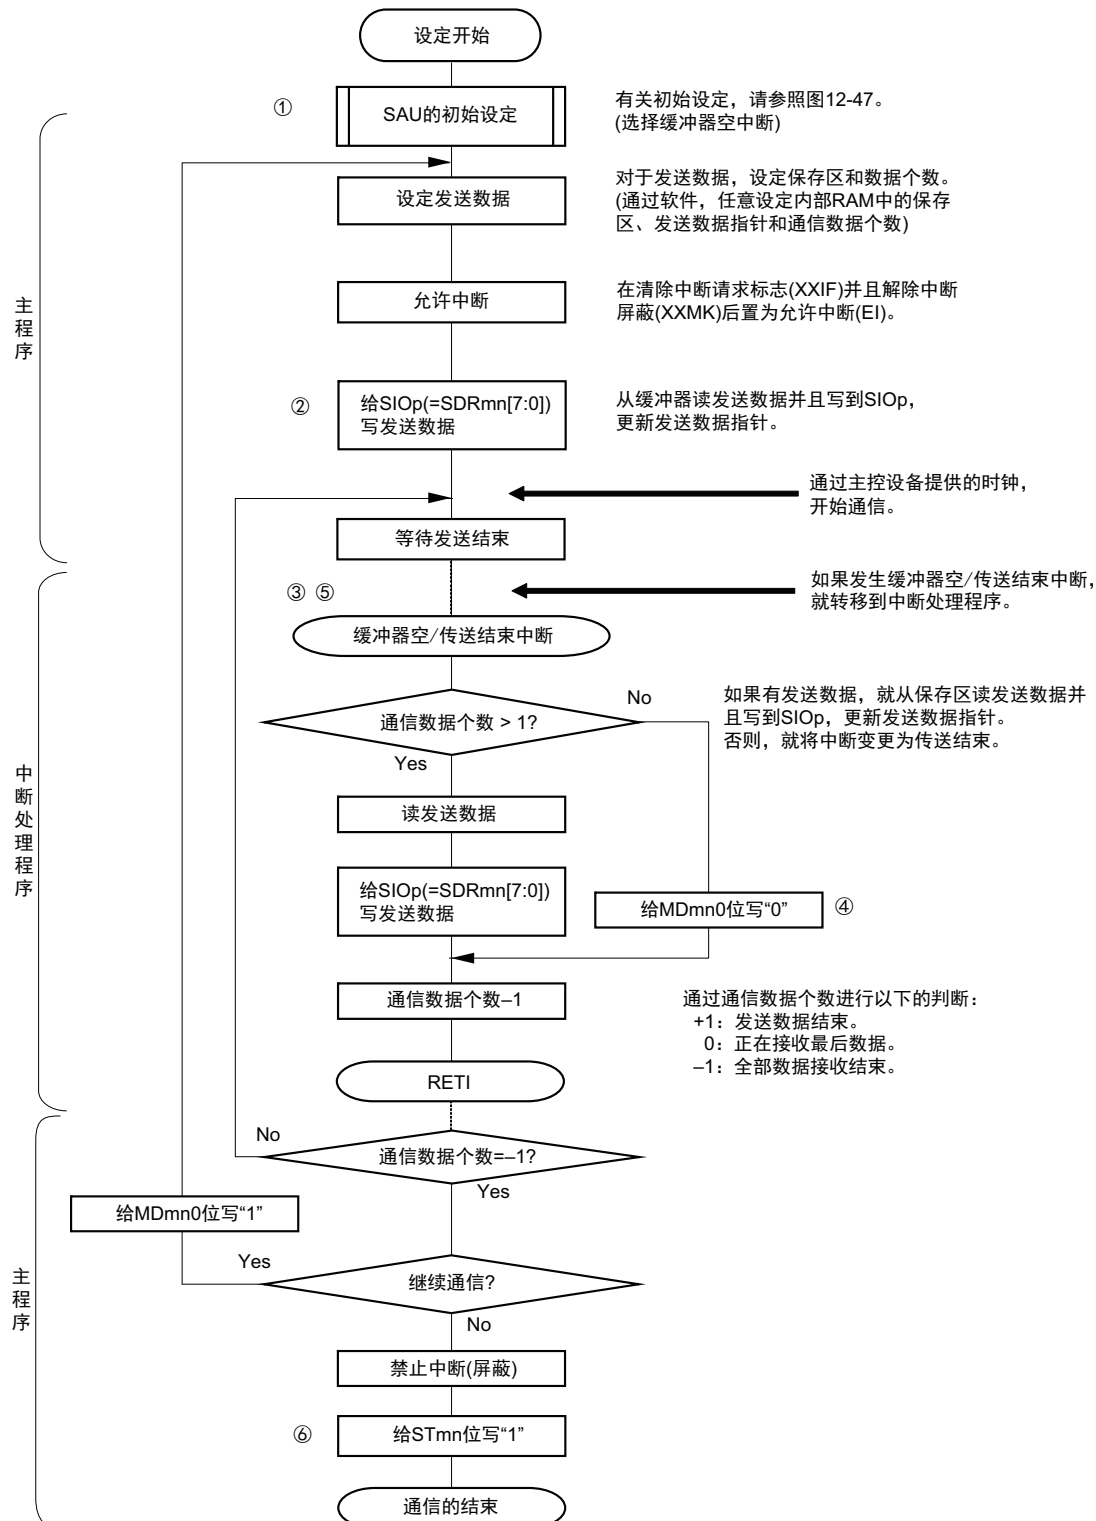 设定开始
①
SAU的初始设定
有关初始设定，请参照图12-47。
(选择缓冲器空中断)
设定发送数据
对于发送数据，设定保存区和数据个数。
(通过软件，任意设定内部RAM中的保存
区、发送数据指针和通信数据个数)
主程序
允许中断
在清除中断请求标志(XXIF)并且解除中断
屏蔽(XXMK)后置为允许中断(EI)。
②
给SIOp(=SDRmn[7:0])
写发送数据
从缓冲器读发送数据并且写到SIOp，
更新发送数据指针。
通过主控设备提供的时钟，
开始通信。
等待发送结束
③ ⑤
如果发生缓冲器空/传送结束中断，
就转移到中断处理程序。
缓冲器空/传送结束中断
通信数据个数 > 1?
No
Yes
如果有发送数据，就从保存区读发送数据并
且写到SIOp，更新发送数据指针。
否则，就将中断变更为传送结束。
中断处理程序
读发送数据
给SIOp(=SDRmn[7:0])
写发送数据
给MDmn0位写“0”
④
通信数据个数–1
通过通信数据个数进行以下的判断：
+1：发送数据结束。
0：正在接收最后数据。
–1：全部数据接收结束。
RETI
No
通信数据个数=–1?
Yes
给MDmn0位写“1”
Yes
继续通信?
No
主程序
禁止中断(屏蔽)
⑥
给STmn位写“1”
通信的结束